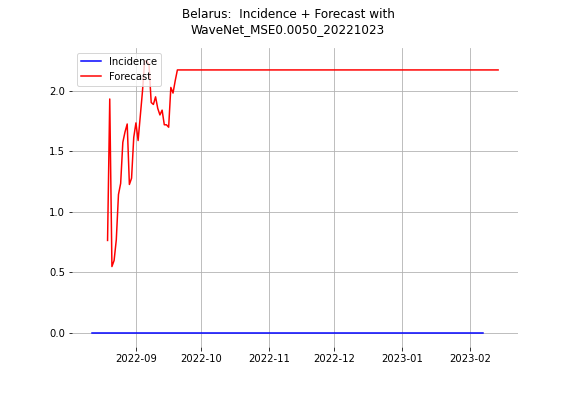 Belarus:  Incidence + Forecast with
WaveNet_MSE0.0050_20221023
Incidence
Forecast
2.0
1.5
1.0
0.5
0.0
2022-09 2022-10 2022-11 2022-12 2023-01 2023-02